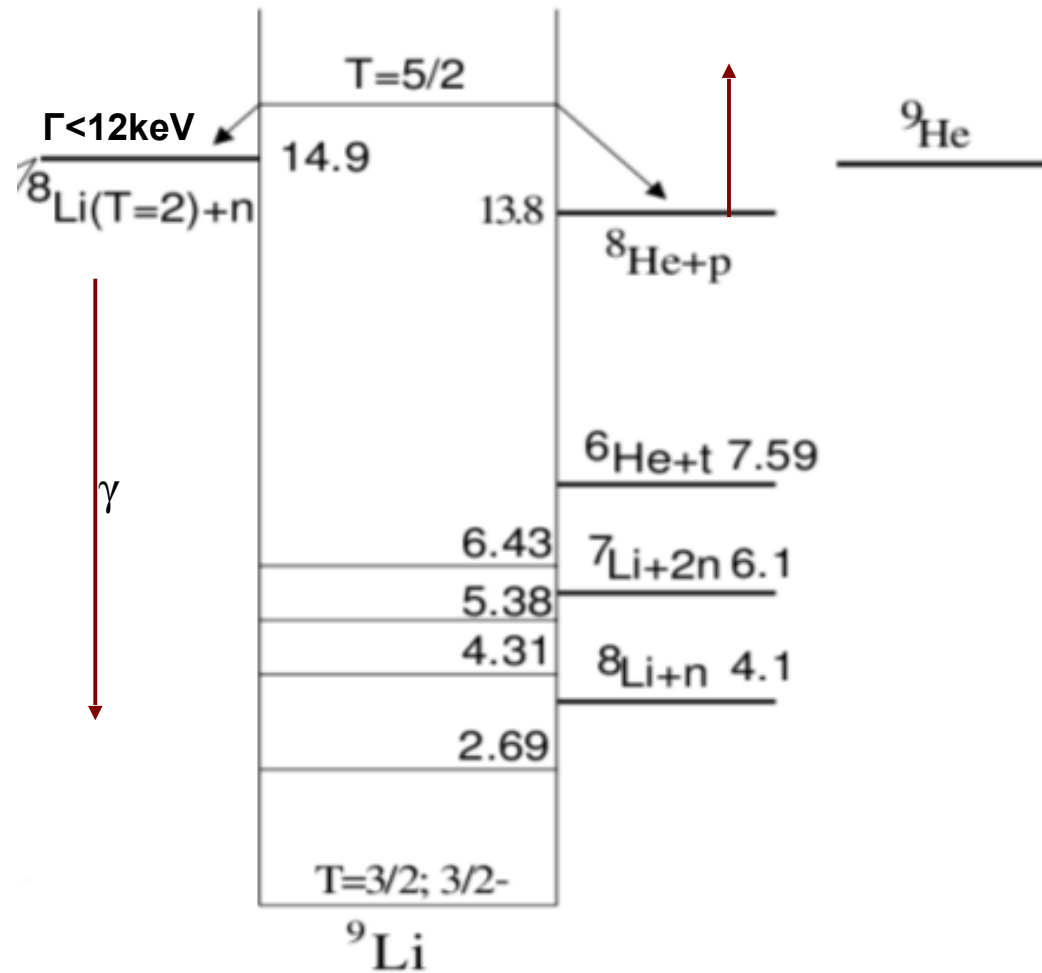 T=5/2
Γ<12keV
⁹He
14.9
⁸Li(T=2)+n
13.8
⁸He+p
⁶He+t 7.59
γ
6.43
⁷Li+2n 6.1
5.38
4.31
⁸Li+n 4.1
2.69
T=3/2; 3/2-
⁹Li